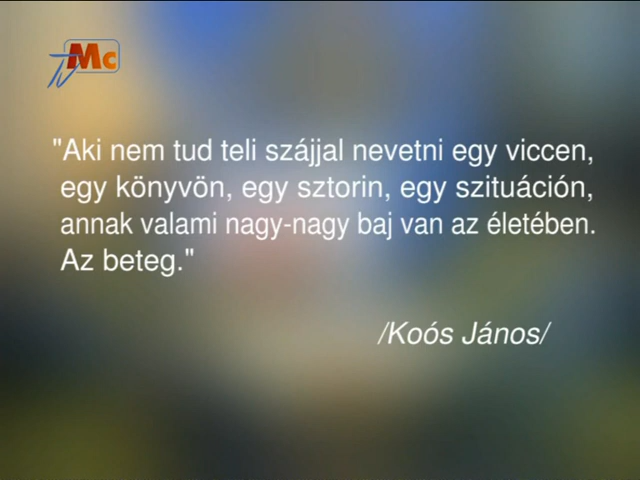 TV Mc
"Aki nem tud teli szájjal nevetni egy viccen,
egy könyvön, egy sztorin, egy szituáción,
annak valami nagy-nagy baj van az életében.
Az beteg."
/Koós János/